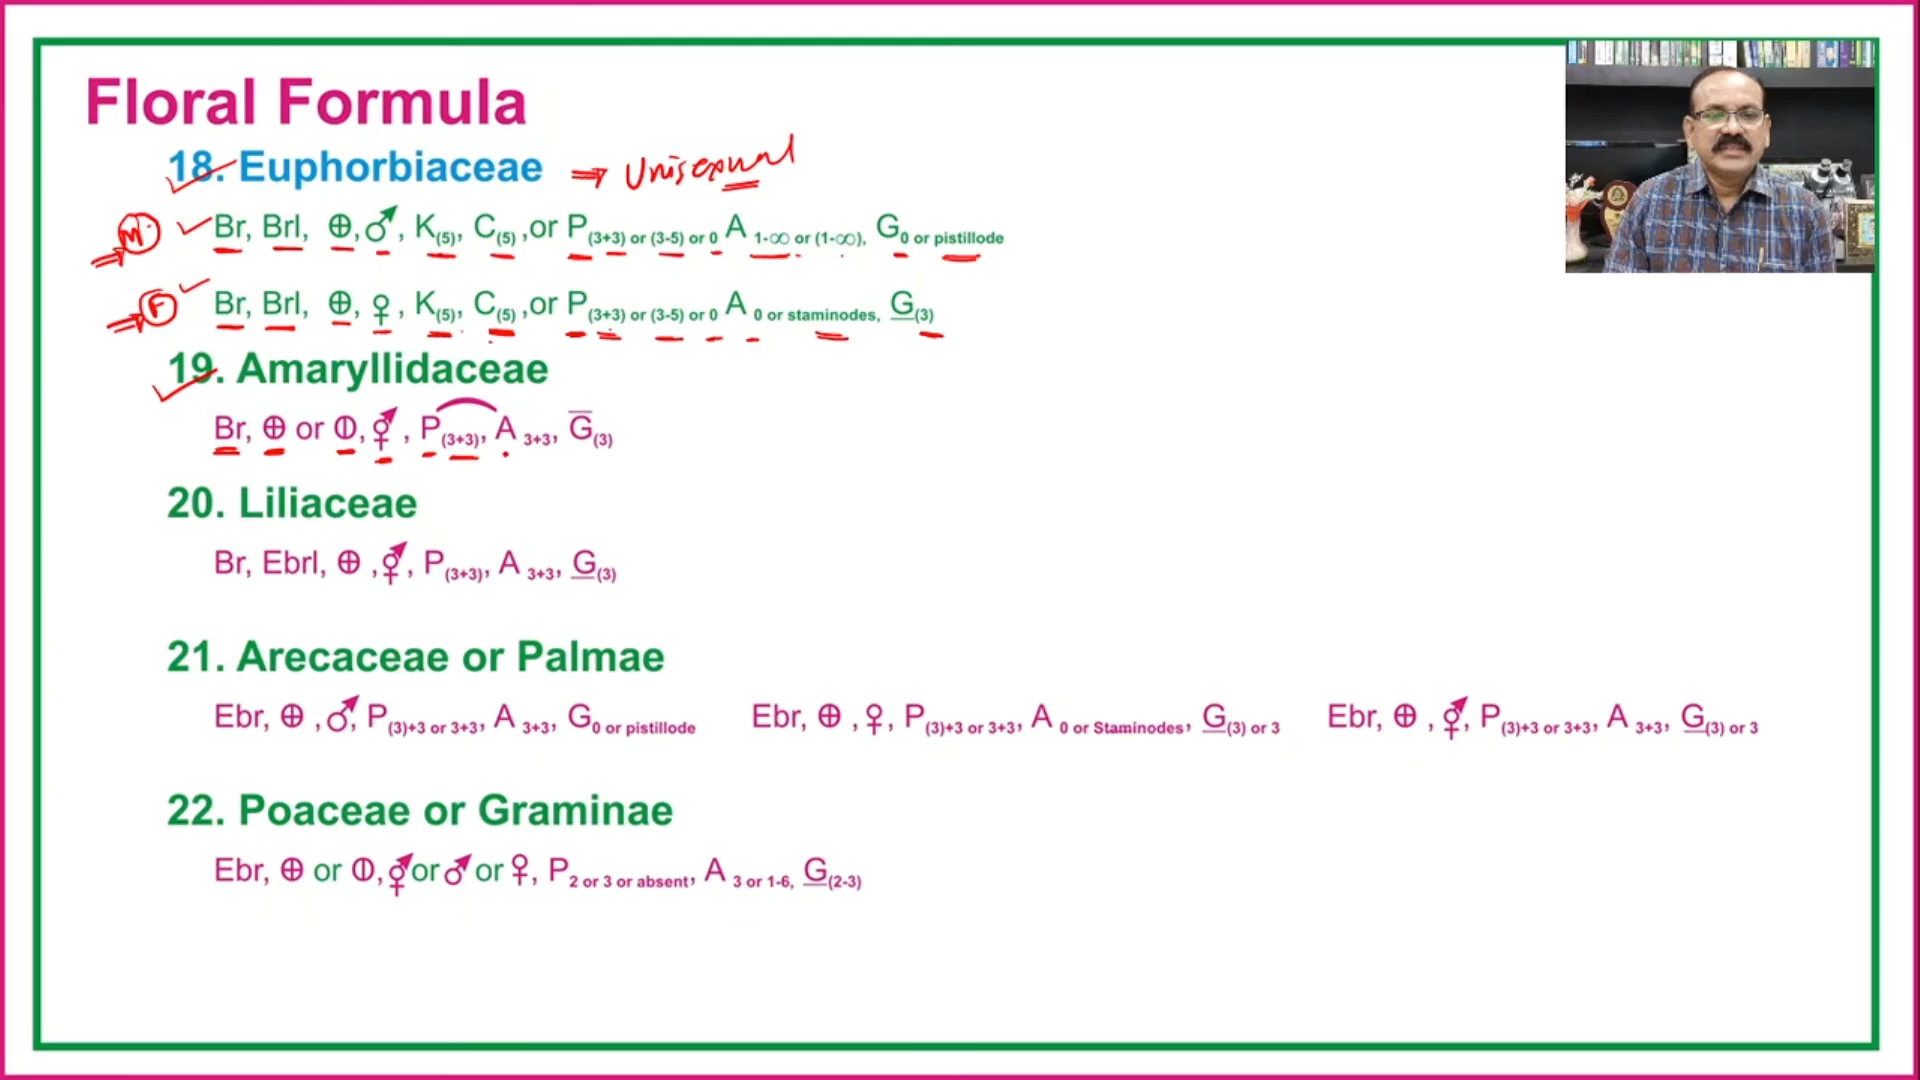 Floral Formula
18. Euphorbiaceae ⇒ Unisexual
M Br, Brl, ⊕, ♂, K(5), C(5) ,or P(3+3) or (3-5) or 0 A 1-∞ or (1-∞), G0 or pistillode
F Br, Brl, ⊕, ♀, K(5), C(5) ,or P(3+3) or (3-5) or 0 A 0 or staminodes, G(3)
19. Amaryllidaceae
Br, ⊕ or ⦶, ⚥, P(3+3), A 3+3, G̅(3)
20. Liliaceae
Br, Ebrl, ⊕ ,⚥, P(3+3), A 3+3, G(3)
21. Arecaceae or Palmae
Ebr, ⊕ ,♂, P(3)+3 or 3+3, A 3+3, G0 or pistillode Ebr, ⊕ ,♀, P(3)+3 or 3+3, A 0 or Staminodes, G(3) or 3 Ebr, ⊕ , ⚥, P(3)+3 or 3+3, A 3+3, G(3) or 3
22. Poaceae or Graminae
Ebr, ⊕ or ⦶, ⚥ or ♂ or ♀, P2 or 3 or absent, A 3 or 1-6, G(2-3)